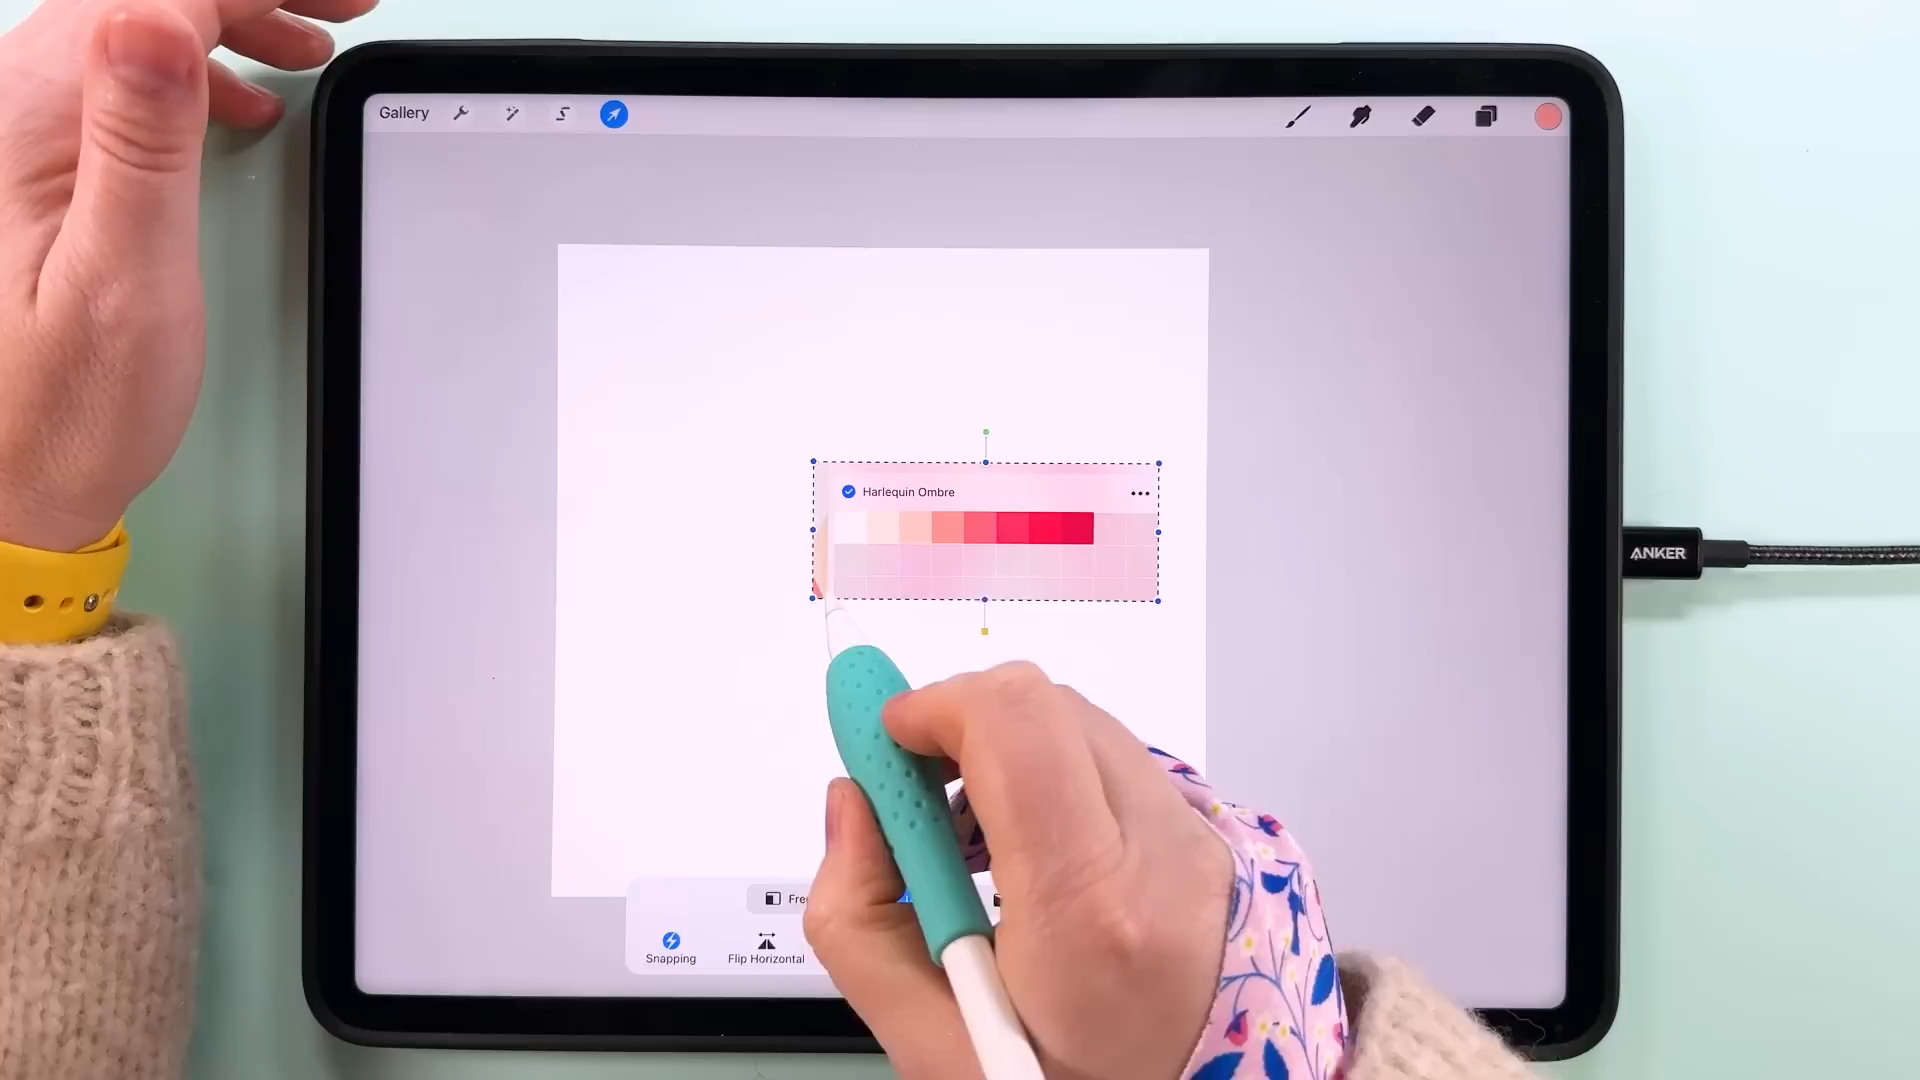 Gallery
Harlequin Ombre
ANKER
Snapping
Flip Horizontal